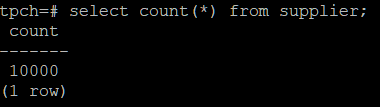 tpch=# select count(*) from supplier;
count
-------
10000
(1 row)